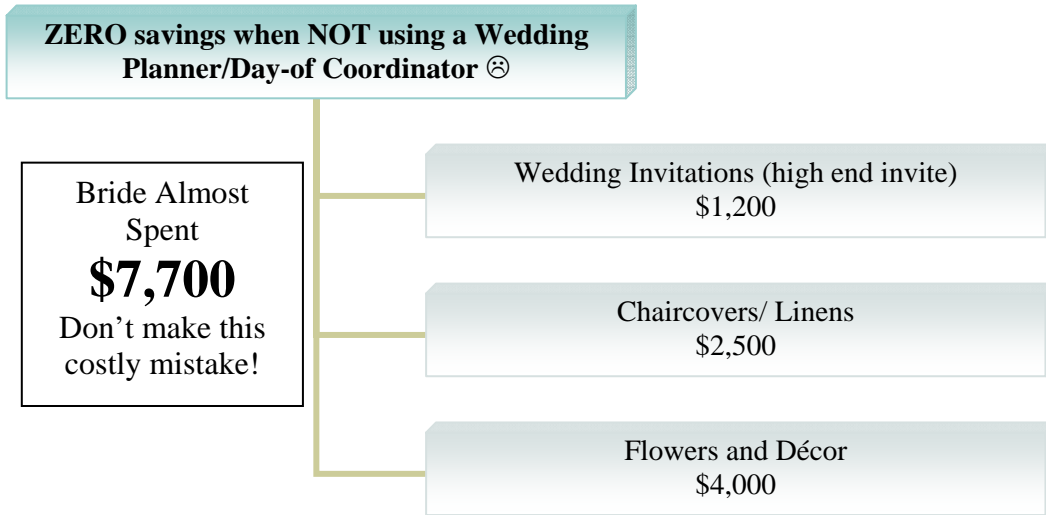 ZERO savings when NOT using a Wedding
Planner/Day-of Coordinator ☹
Bride Almost
Spent
$7,700
Don’t make this
costly mistake!
Wedding Invitations (high end invite)
$1,200
Chaircovers/ Linens
$2,500
Flowers and Décor
$4,000